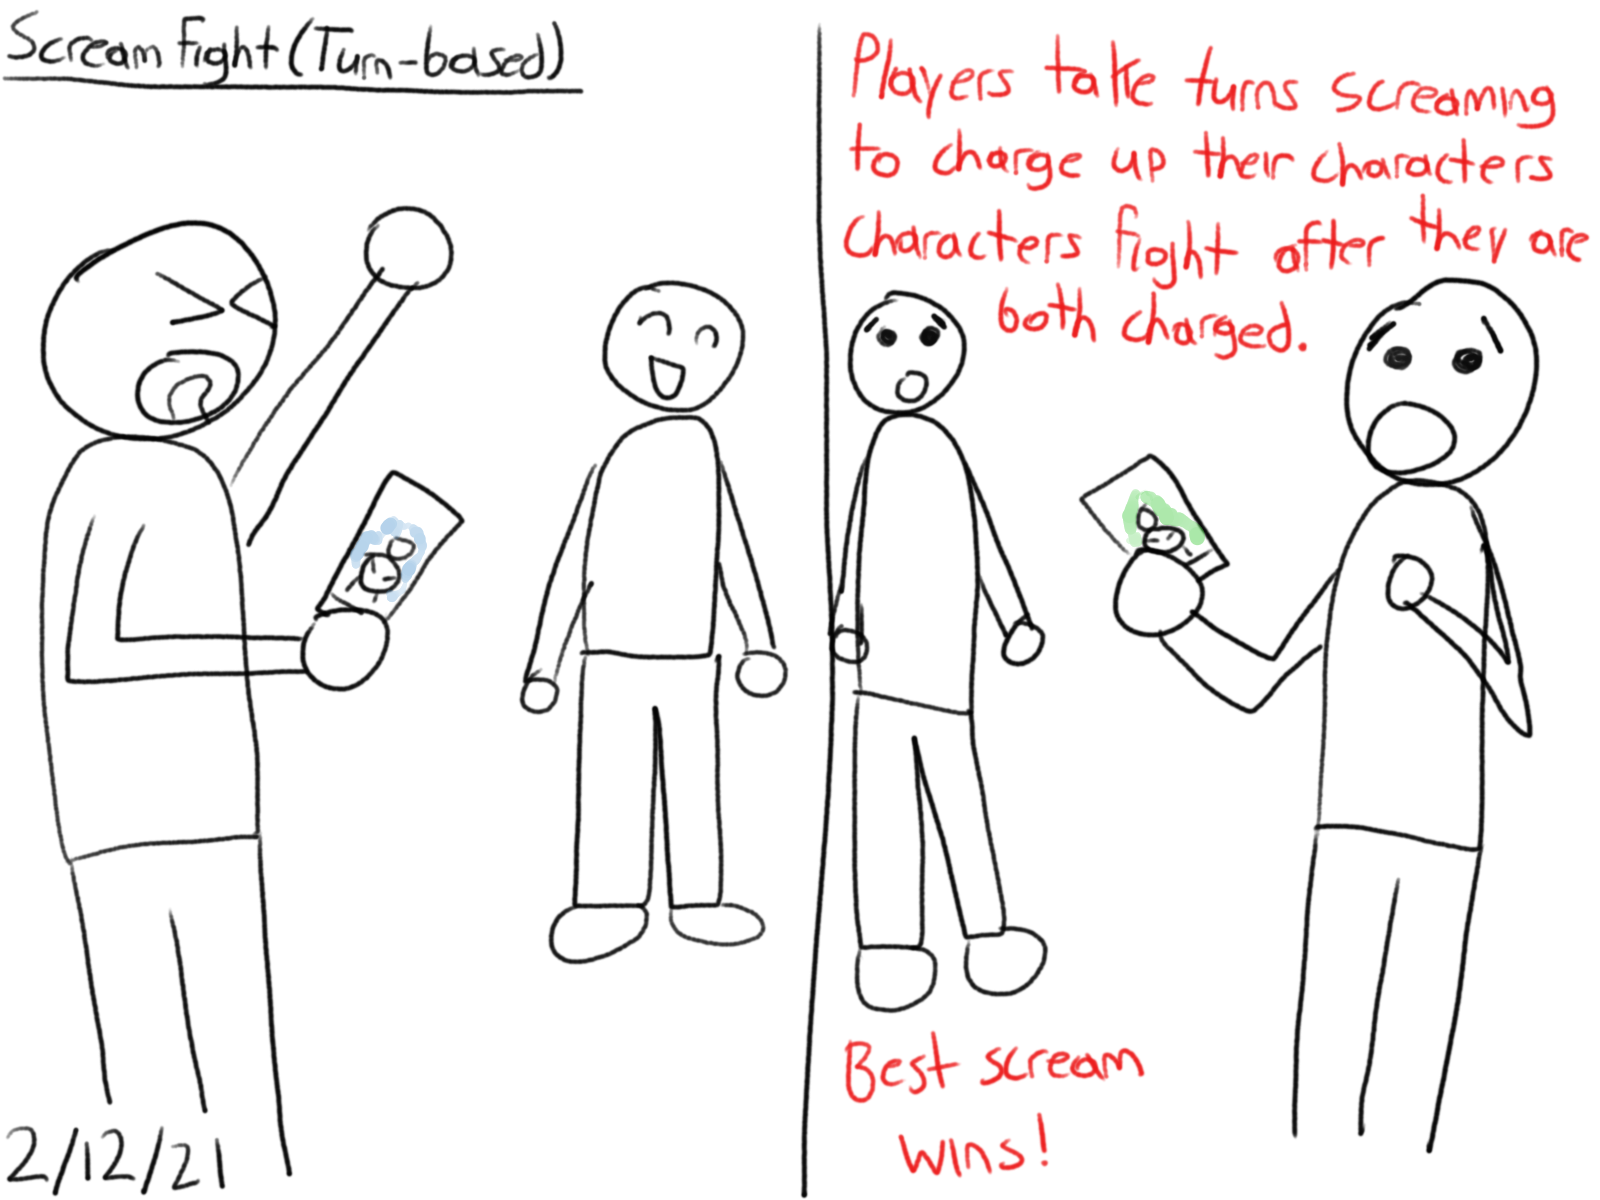 Scream Fight (Turn-based)
Players take turns screaming
to charge up their characters
Characters fight after they are
both charged.
Best scream
wins!
2/12/21